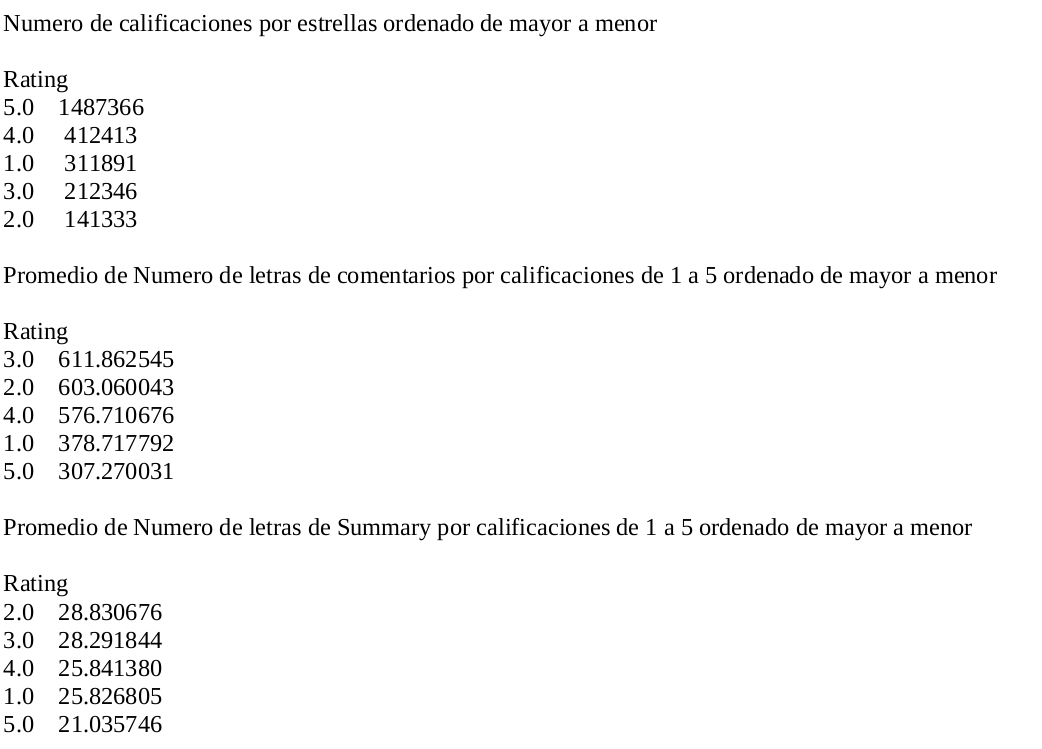 Numero de calificaciones por estrellas ordenado de mayor a menor
Rating
5.0 1487366
4.0 412413
1.0 311891
3.0 212346
2.0 141333
Promedio de Numero de letras de comentarios por calificaciones de 1 a 5 ordenado de mayor a menor
Rating
3.0 611.862545
2.0 603.060043
4.0 576.710676
1.0 378.717792
5.0 307.270031
Promedio de Numero de letras de Summary por calificaciones de 1 a 5 ordenado de mayor a menor
Rating
2.0 28.830676
3.0 28.291844
4.0 25.841380
1.0 25.826805
5.0 21.035746